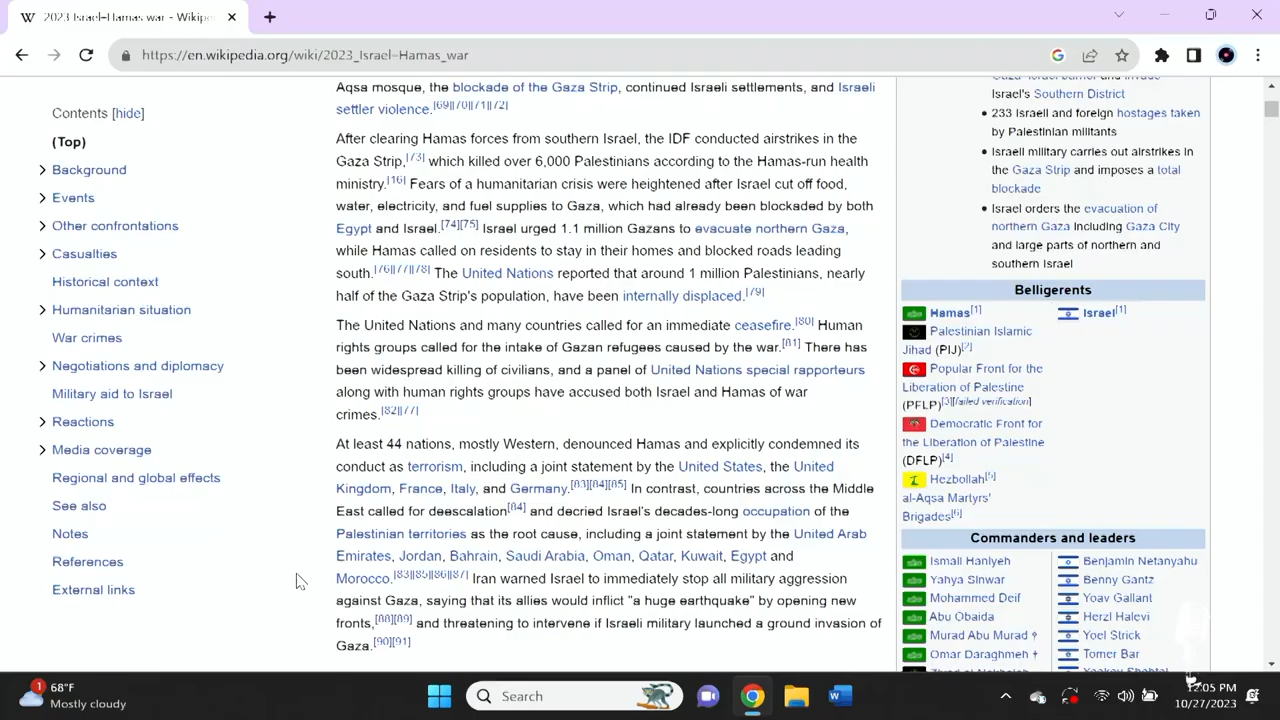 2023 Israel–Hamas war - Wikipe
https://en.wikipedia.org/wiki/2023_Israel–Hamas_war
Contents [hide]
(Top)
Background
Events
Other confrontations
Casualties
Historical context
Humanitarian situation
War crimes
Negotiations and diplomacy
Military aid to Israel
Reactions
Media coverage
Regional and global effects
See also
Notes
References
External links
Aqsa mosque, the blockade of the Gaza Strip, continued Israeli settlements, and Israeli
settler violence.[69][70][71][72]
After clearing Hamas forces from southern Israel, the IDF conducted airstrikes in the
Gaza Strip,[73] which killed over 6,000 Palestinians according to the Hamas-run health
ministry.[16] Fears of a humanitarian crisis were heightened after Israel cut off food,
water, electricity, and fuel supplies to Gaza, which had already been blockaded by both
Egypt and Israel.[74][75] Israel urged 1.1 million Gazans to evacuate northern Gaza,
while Hamas called on residents to stay in their homes and blocked roads leading
south.[76][77][78] The United Nations reported that around 1 million Palestinians, nearly
half of the Gaza Strip's population, have been internally displaced.[79]
The United Nations and many countries called for an immediate ceasefire.[80] Human
rights groups called for the intake of Gazan refugees caused by the war.[81] There has
been widespread killing of civilians, and a panel of United Nations special rapporteurs
along with human rights groups have accused both Israel and Hamas of war
crimes.[82][77]
At least 44 nations, mostly Western, denounced Hamas and explicitly condemned its
conduct as terrorism, including a joint statement by the United States, the United
Kingdom, France, Italy, and Germany.[83][84][85] In contrast, countries across the Middle
East called for deescalation[84] and decried Israel's decades-long occupation of the
Palestinian territories as the root cause, including a joint statement by the United Arab
Emirates, Jordan, Bahrain, Saudi Arabia, Oman, Qatar, Kuwait, Egypt and
Morocco.[83][85][86][87] Iran warned Israel to immediately stop all military aggression
against Gaza, saying that its allies would inflict "a huge earthquake" by opening new
fronts,[88][89] and threatening to intervene if Israeli military launched a ground invasion of
Gaza.[90][91]
Gaza–Israel barrier and invade
Israel's Southern District
• 233 Israeli and foreign hostages taken
by Palestinian militants
• Israeli military carries out airstrikes in
the Gaza Strip and imposes a total
blockade
• Israel orders the evacuation of
northern Gaza including Gaza City
and large parts of northern and
southern Israel
Belligerents
Hamas[1]
Palestinian Islamic
Jihad (PIJ)[2]
Popular Front for the
Liberation of Palestine
(PFLP)[3][failed verification]
Democratic Front for
the Liberation of Palestine
(DFLP)[4]
Hezbollah[5]
al-Aqsa Martyrs'
Brigades[6]
Israel[1]
Commanders and leaders
Ismail Haniyeh
Yahya Sinwar
Mohammed Deif
Abu Obaida
Murad Abu Murad †
Omar Daraghmeh †
Benjamin Netanyahu
Benny Gantz
Yoav Gallant
Herzl Halevi
Yoel Strick
Tomer Bar
1
68°F
Mostly cloudy
Search
12:05 PM
10/27/2023